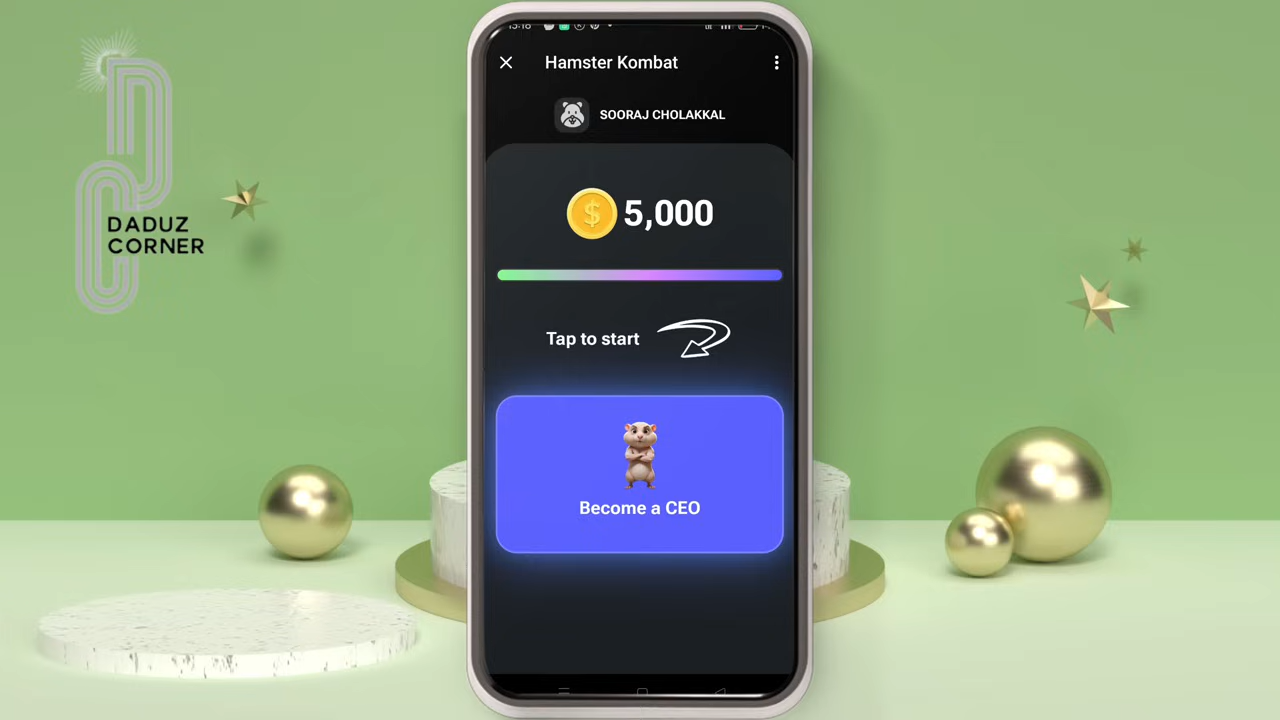 Hamster Kombat
SOORAJ CHOLAKKAL
5,000
Tap to start
Become a CEO
DADUZ
CORNER